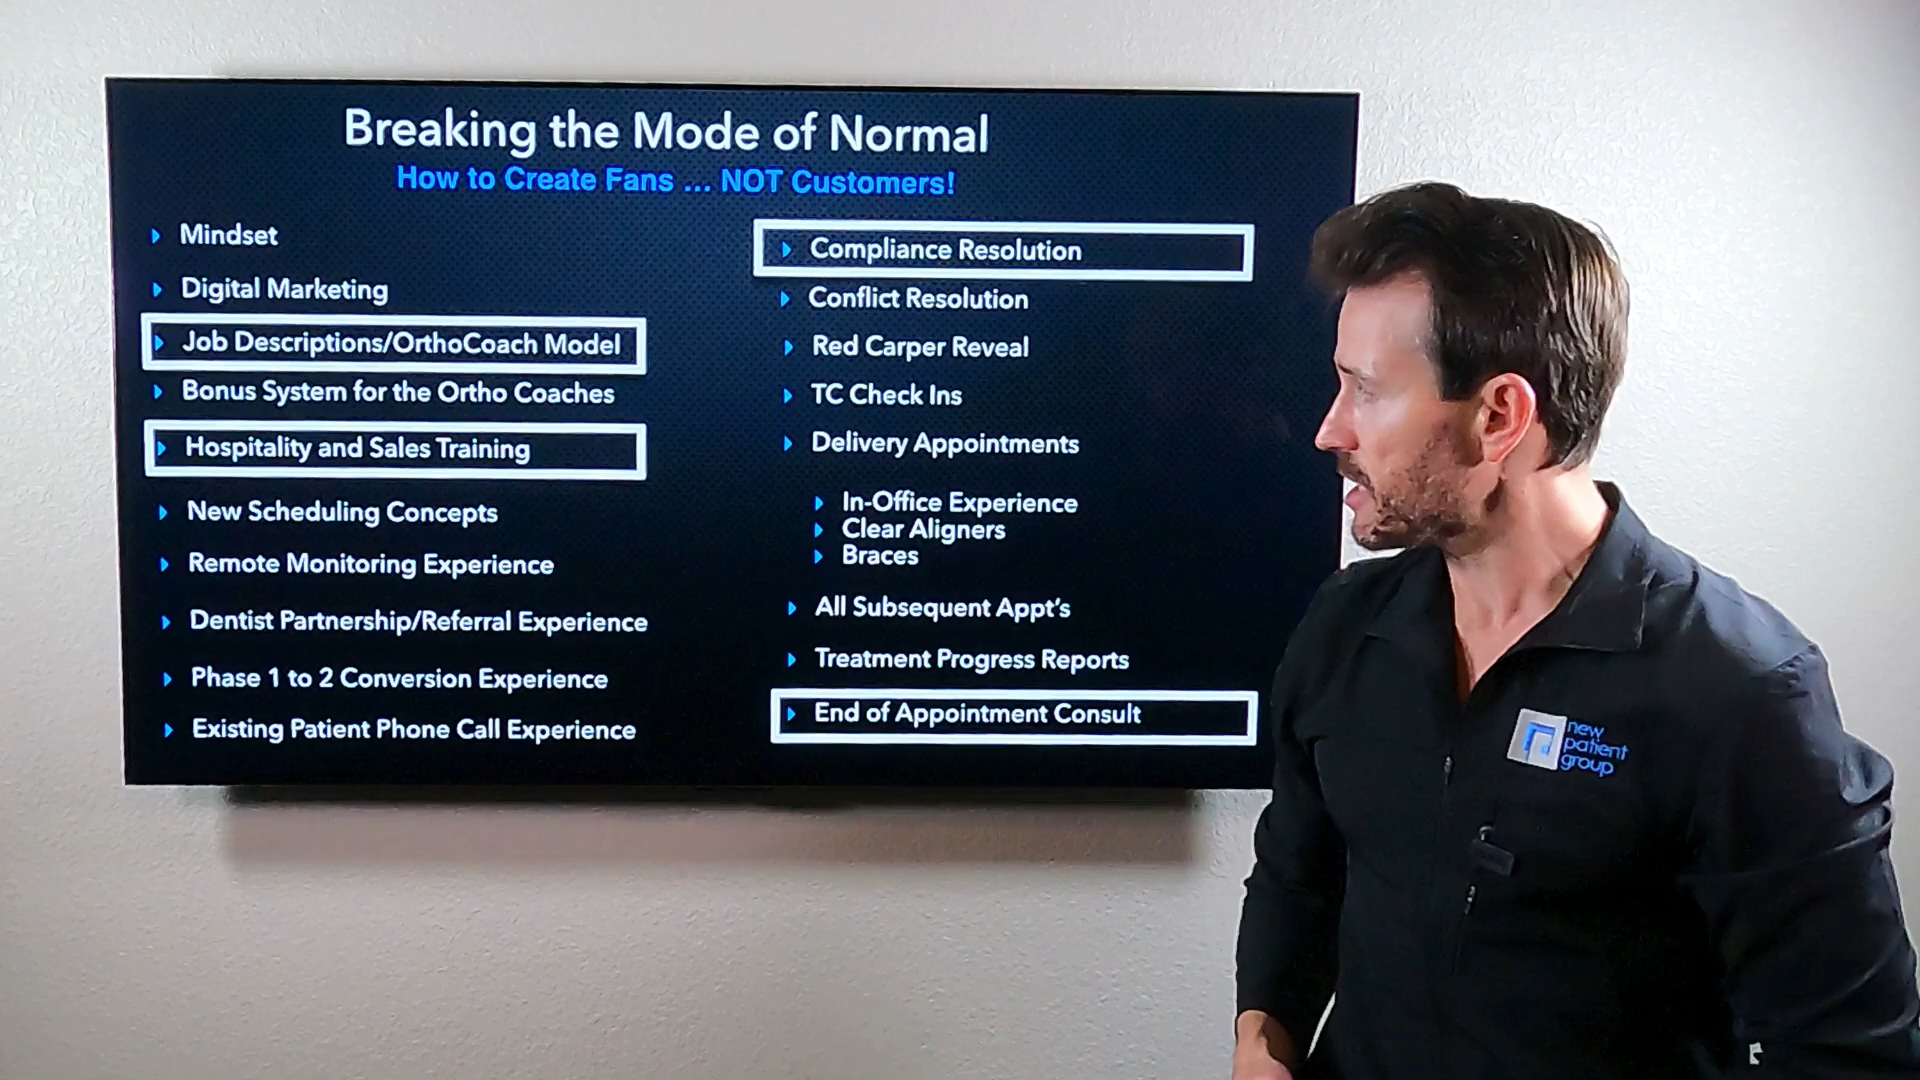 Breaking the Mode of Normal
How to Create Fans ... NOT Customers!
Mindset
Digital Marketing
Job Descriptions/OrthoCoach Model
Bonus System for the Ortho Coaches
Hospitality and Sales Training
New Scheduling Concepts
Remote Monitoring Experience
Dentist Partnership/Referral Experience
Phase 1 to 2 Conversion Experience
Existing Patient Phone Call Experience
Compliance Resolution
Conflict Resolution
Red Carper Reveal
TC Check Ins
Delivery Appointments
In-Office Experience
Clear Aligners
Braces
All Subsequent Appt's
Treatment Progress Reports
End of Appointment Consult
new
patient
group